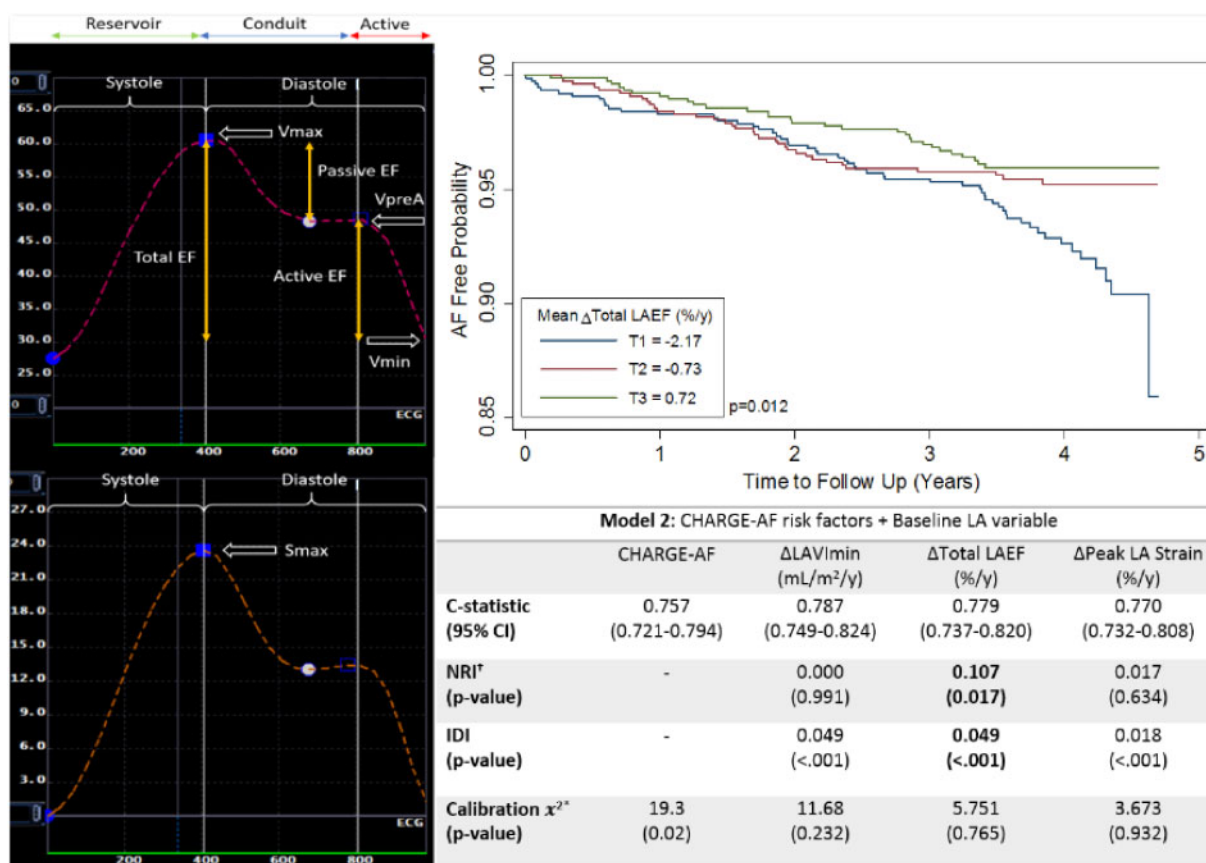 Reservoir Conduit Active
Systole Diastole
65.0
60.0
55.0
50.0
45.0
40.0
35.0
30.0
25.0
Vmax
Passive EF
VpreA
Total EF
Active EF
Vmin
ECG
200 400 600 800
Systole Diastole
27.0
24.0
21.0
18.0
15.0
12.0
9.0
6.0
3.0
0.0
Smax
ECG
200 400 600 800
AF Free Probability
1.00
0.95
0.90
0.85
Mean ΔTotal LAEF (%/y)
T1 = -2.17
T2 = -0.73
T3 = 0.72
p=0.012
0 1 2 3 4 5
Time to Follow Up (Years)
Model 2: CHARGE-AF risk factors + Baseline LA variable
CHARGE-AF ΔLAVImin ΔTotal LAEF ΔPeak LA Strain
(mL/m²/y) (%/y) (%/y)
C-statistic 0.757 0.787 0.779 0.770
(95% CI) (0.721-0.794) (0.749-0.824) (0.737-0.820) (0.732-0.808)
NRI† - 0.000 0.107 0.017
(p-value) (0.991) (0.017) (0.634)
IDI - 0.049 0.049 0.018
(p-value) (<.001) (<.001) (<.001)
Calibration x²* 19.3 11.68 5.751 3.673
(p-value) (0.02) (0.232) (0.765) (0.932)